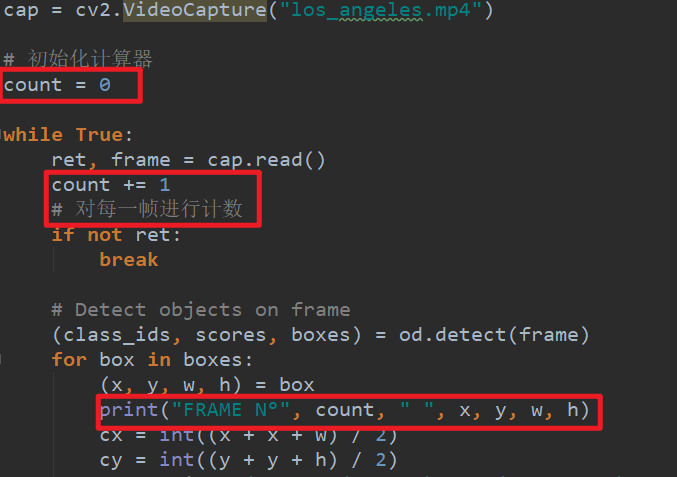 cap = cv2.VideoCapture("los_angeles.mp4")
# 初始化计算器
count = 0
while True:
    ret, frame = cap.read()
    count += 1
    # 对每一帧进行计数
    if not ret:
        break
    # Detect objects on frame
    (class_ids, scores, boxes) = od.detect(frame)
    for box in boxes:
        (x, y, w, h) = box
        print("FRAME N°", count, " ", x, y, w, h)
        cx = int((x + x + w) / 2)
        cy = int((y + y + h) / 2)